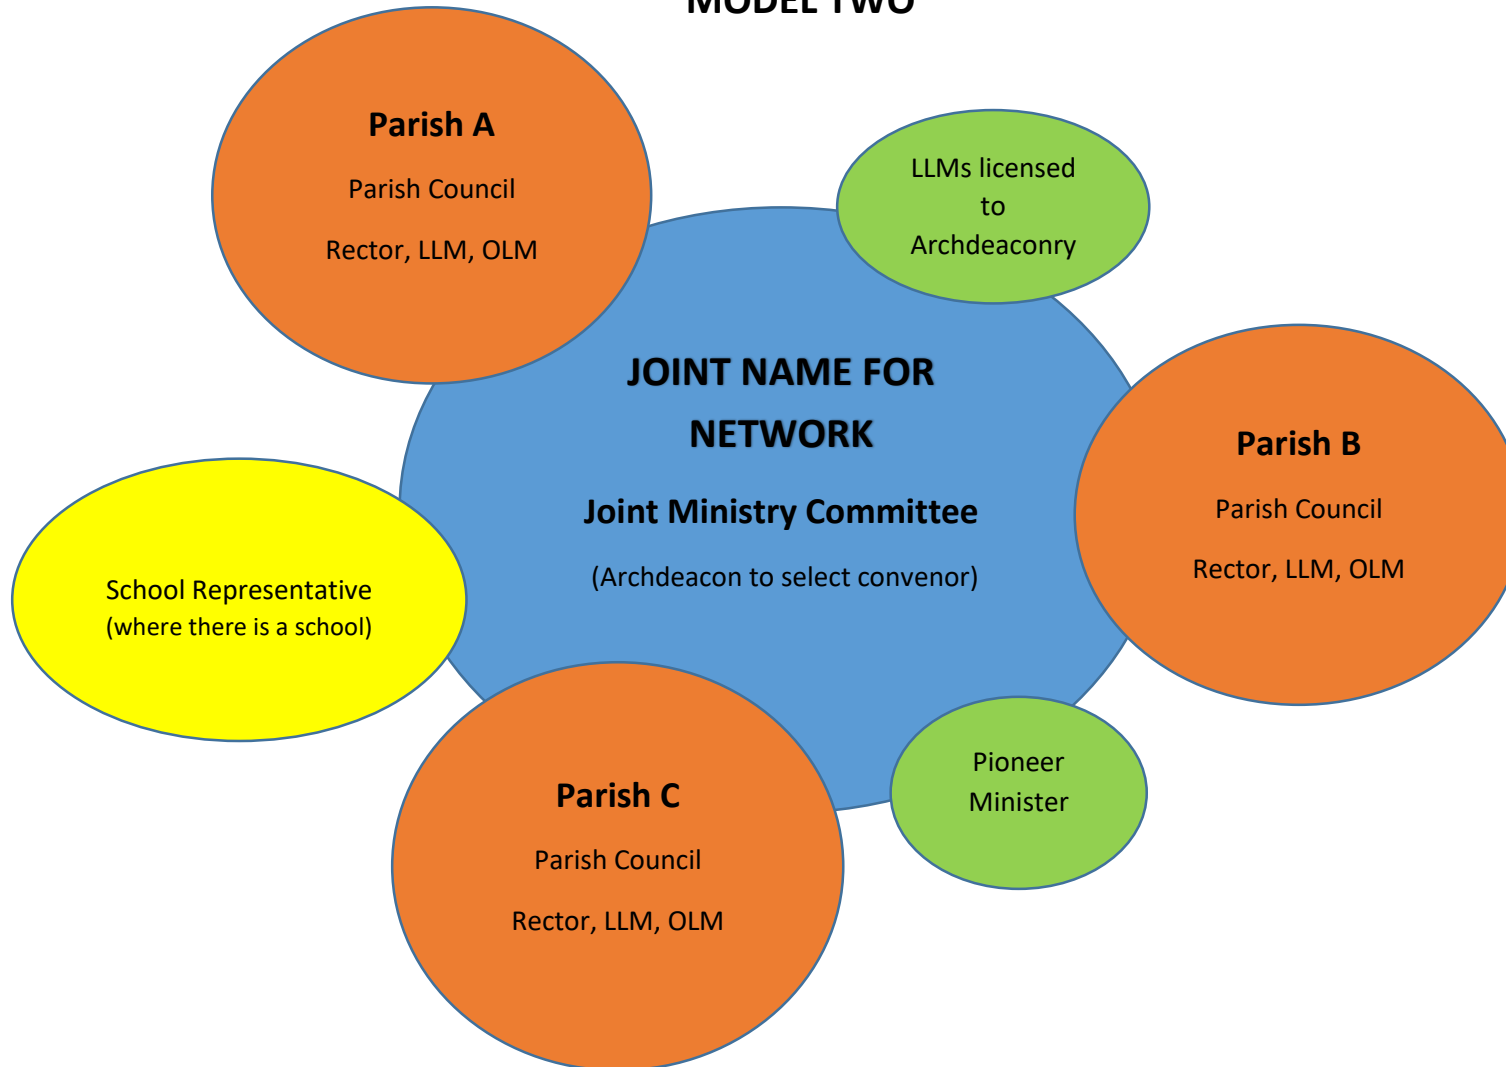 MODEL TWO
Parish A
Parish Council
Rector, LLM, OLM
LLMs licensed
to
Archdeaconry
JOINT NAME FOR
NETWORK
Joint Ministry Committee
(Archdeacon to select convenor)
Parish B
Parish Council
Rector, LLM, OLM
School Representative
(where there is a school)
Pioneer
Minister
Parish C
Parish Council
Rector, LLM, OLM